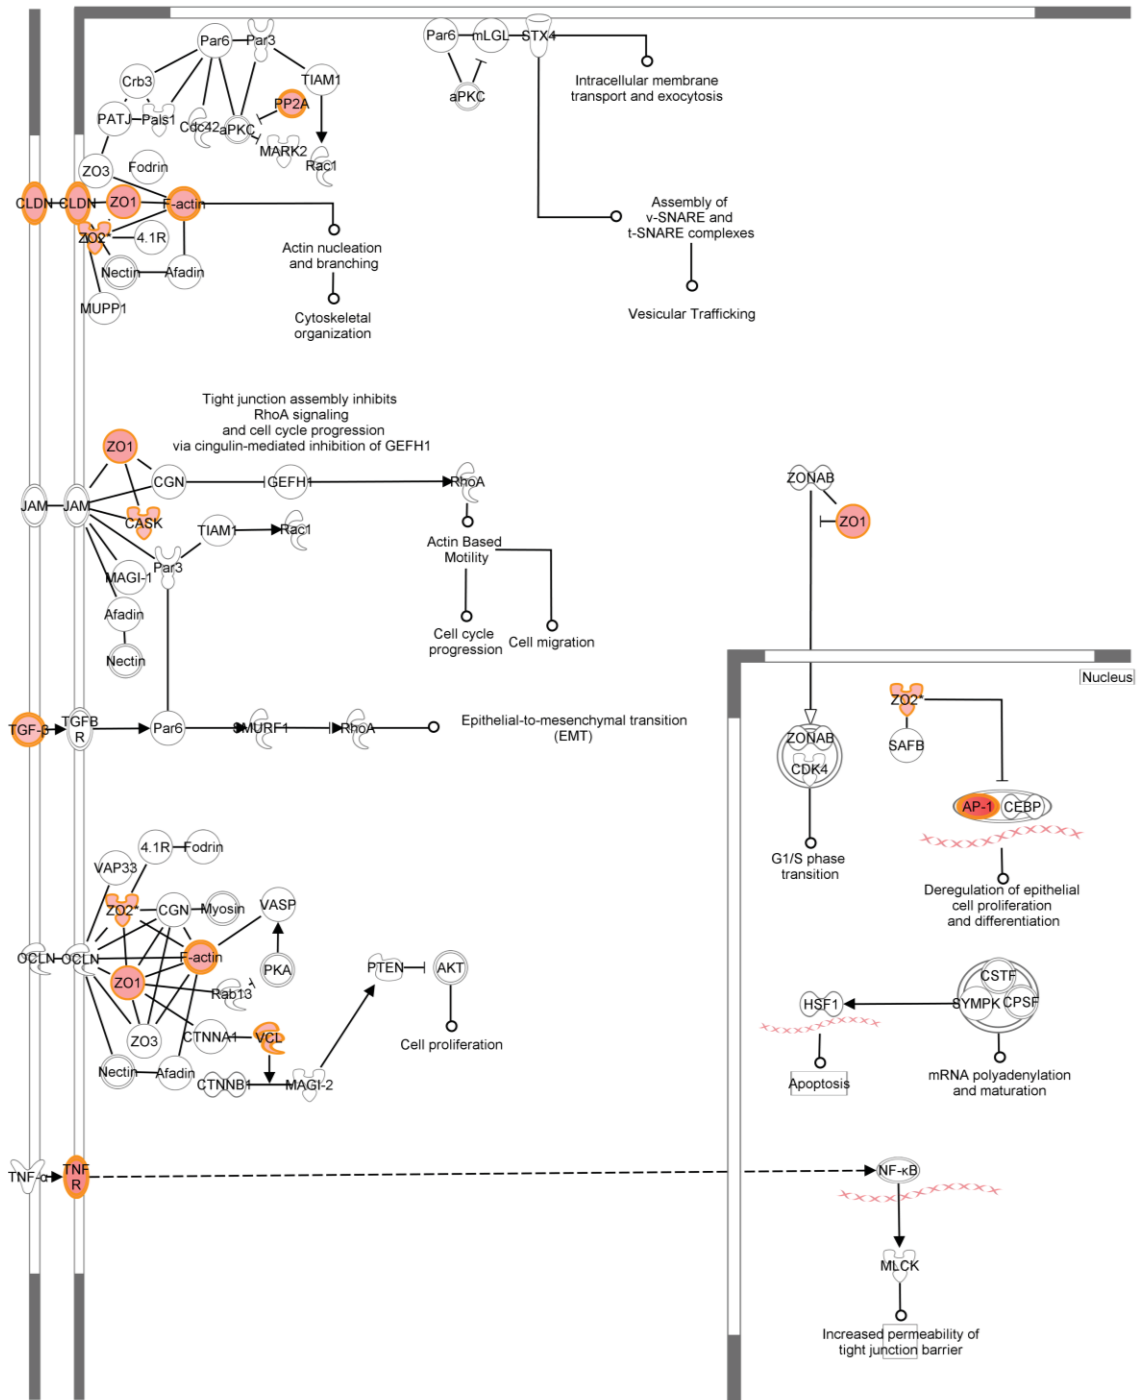 Par6
Par3
Crb3
TIAM1
PP2A
PATJ
Pals1
Cdc42
aPKC
MARK2
Rac1
ZO3
Fodrin
CLDN
CLDN
ZO1
F-actin
ZO2*
4.1R
Nectin
Afadin
MUPP1
Actin nucleation
and branching
Cytoskeletal
organization
Par6
mLGL
STX4
aPKC
Intracellular membrane
transport and exocytosis
Assembly of
v-SNARE and
t-SNARE complexes
Vesicular Trafficking
Tight junction assembly inhibits
RhoA signaling
and cell cycle progression
via cingulin-mediated inhibition of GEFH1
ZO1
CGN
GEFH1
RhoA
JAM
JAM
CASK
TIAM1
Rac1
Par3
MAGI-1
Afadin
Nectin
Actin Based
Motility
Cell cycle
progression
Cell migration
ZONAB
ZO1
Nucleus
TGF-β
TGFB
R
Par6
SMURF1
RhoA
Epithelial-to-mesenchymal transition
(EMT)
ZONAB
CDK4
G1/S phase
transition
ZO2*
SAFB
AP-1
CEBP
Deregulation of epithelial
cell proliferation
and differentiation
4.1R
Fodrin
VAP33
ZO2*
CGN
Myosin
VASP
OCLN
OCLN
F-actin
PKA
ZO1
Rab13
ZO3
CTNNA1
VCL
Nectin
Afadin
CTNNB1
MAGI-2
PTEN
AKT
Cell proliferation
CSTF
SYMPK
CPSF
HSF1
Apoptosis
mRNA polyadenylation
and maturation
TNF-α
TNF
R
NF-κB
MLCK
Increased permeability of
tight junction barrier